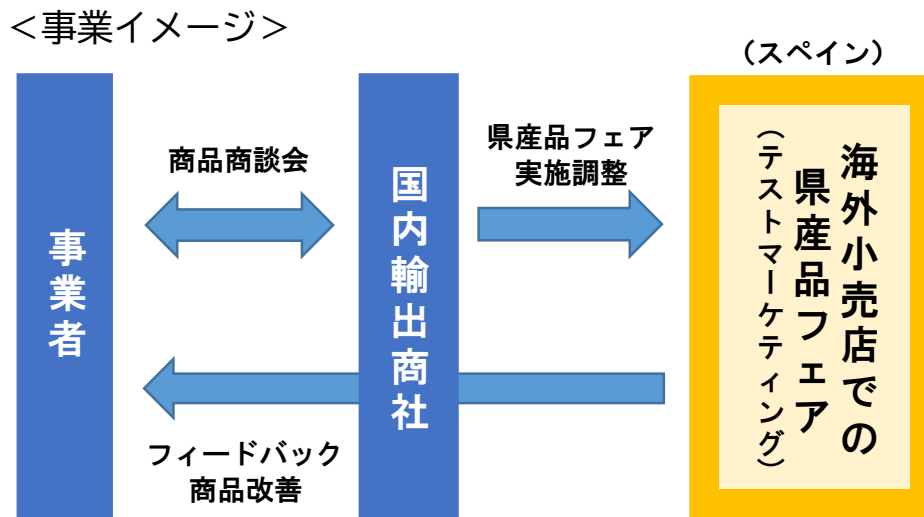 ＜事業イメージ＞
（スペイン）
事業者
商品商談会
国内輸出商社
県産品フェア
実施調整
海外小売店での
県産品フェア
（テストマーケティング）
フィードバック
商品改善